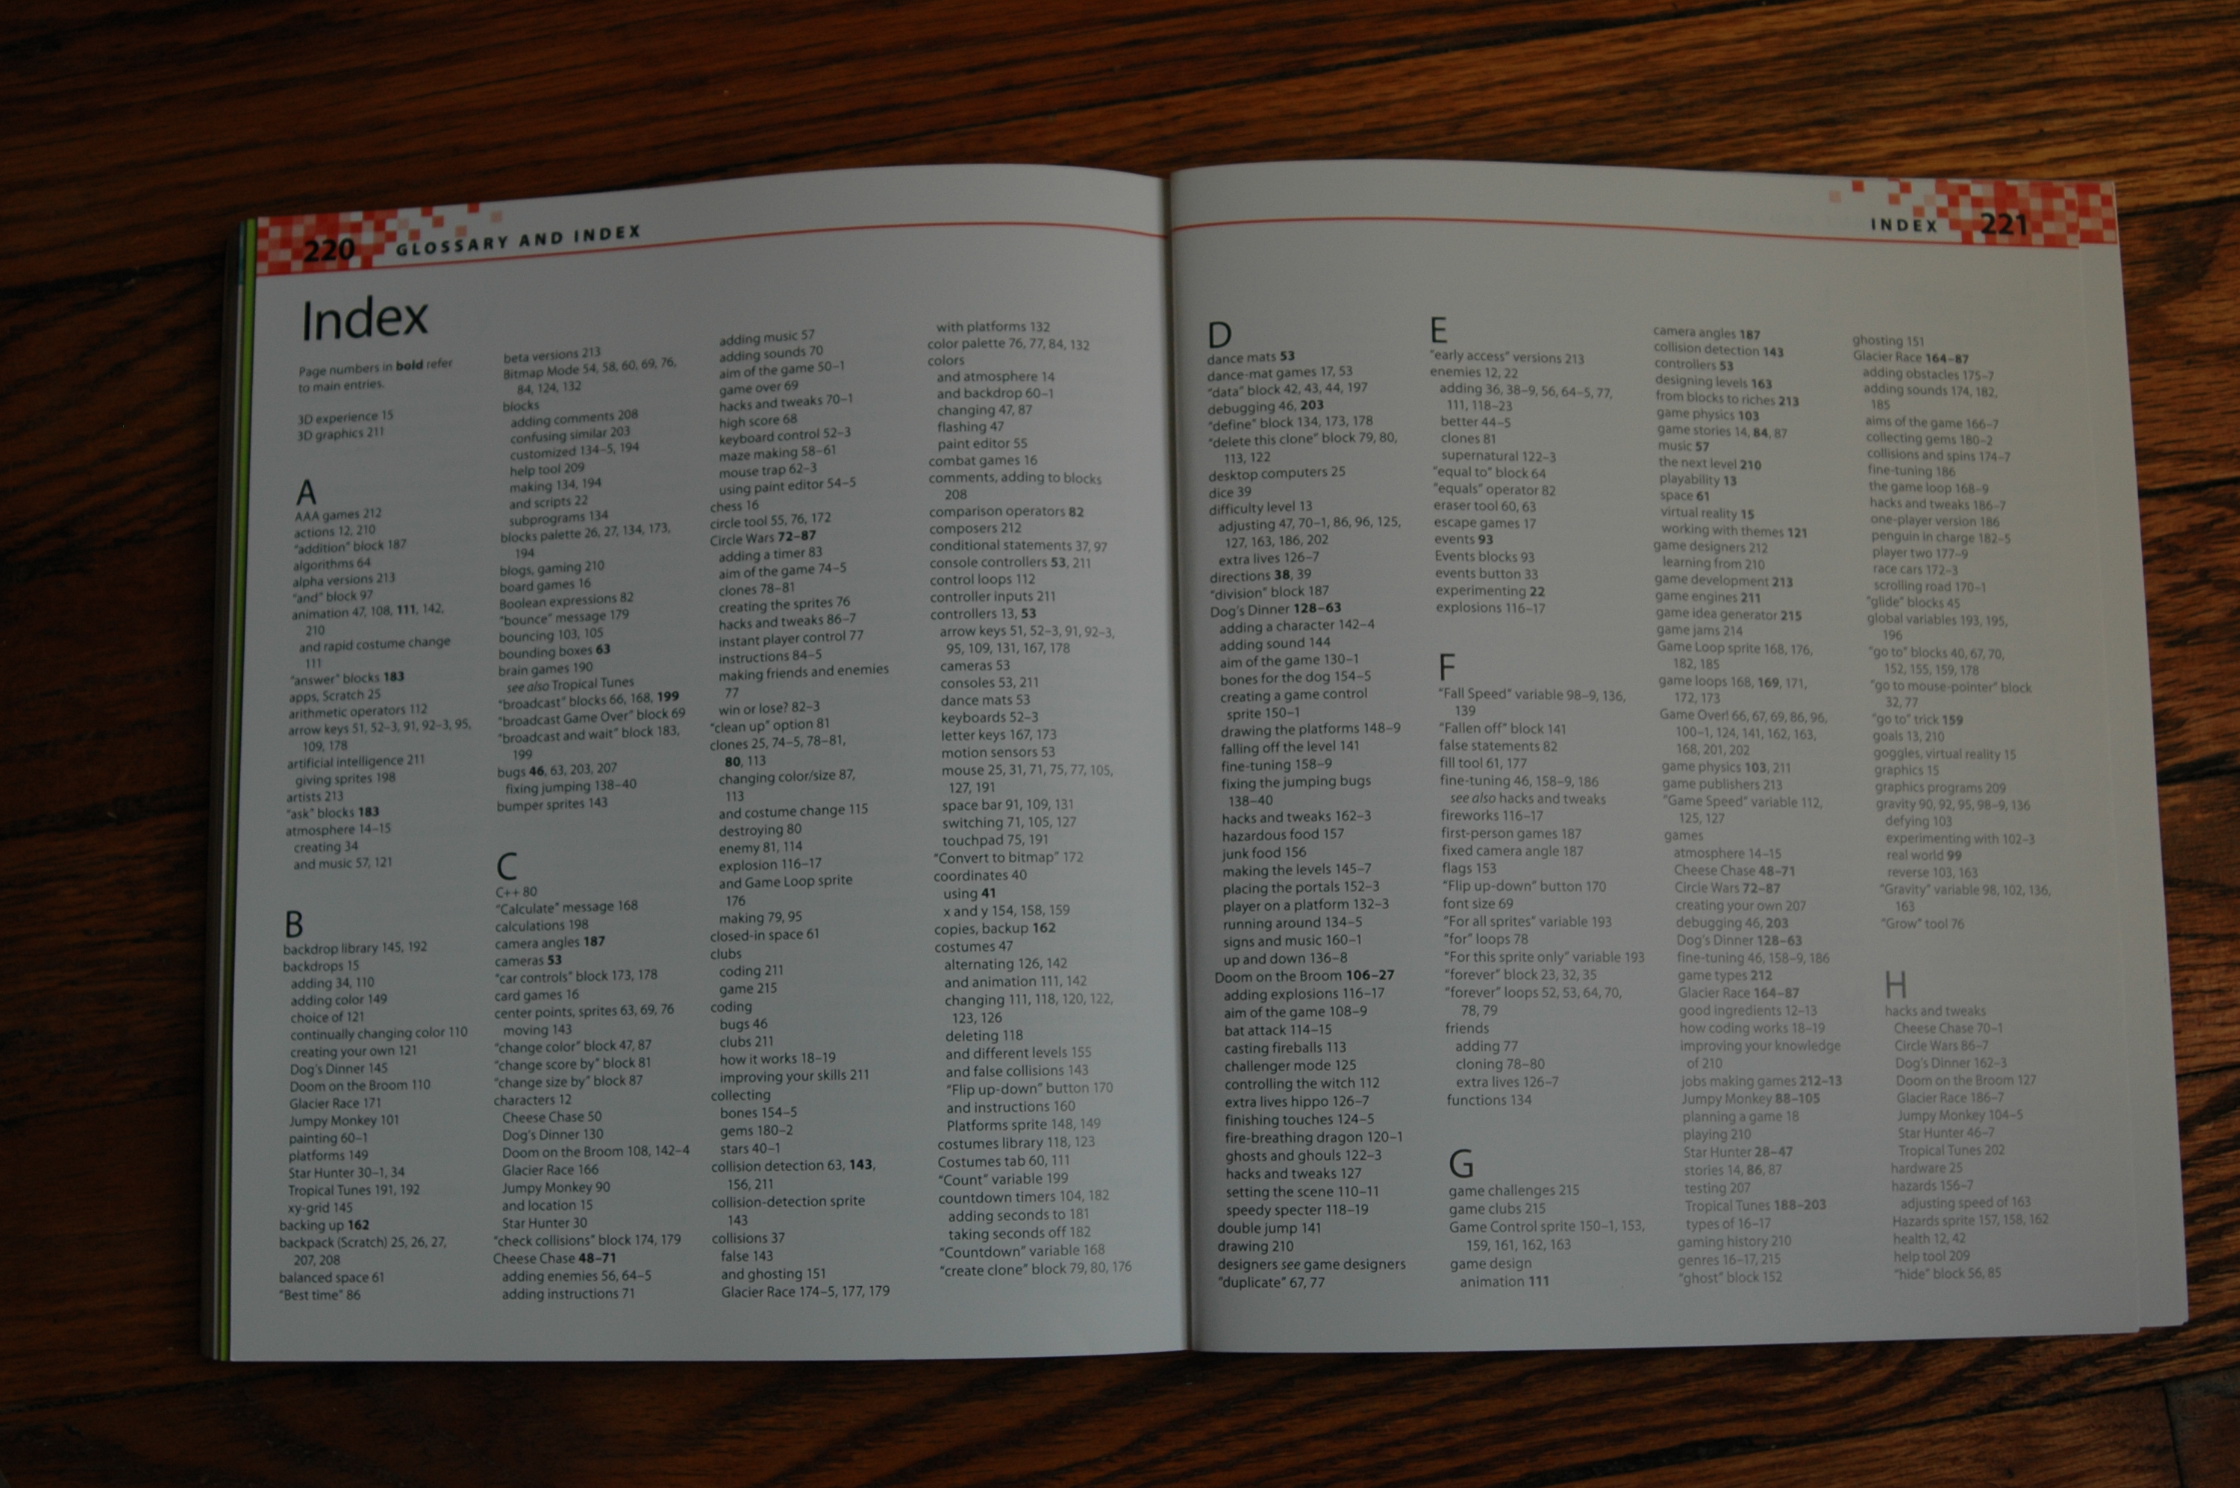 220 GLOSSARY AND INDEX
Index
Page numbers in bold refer
to main entries.
3D experience 15
3D graphics 211
A
AAA games 212
actions 12, 210
"addition" block 187
algorithms 64
alpha versions 213
"and" block 97
animation 47, 108, 111, 142,
210
and rapid costume change
111
"answer" blocks 183
apps, Scratch 25
arithmetic operators 112
arrow keys 51, 52–3, 91, 92–3, 95,
109, 178
artificial intelligence 211
giving sprites 198
artists 213
"ask" blocks 183
atmosphere 14–15
creating 34
and music 57, 121
B
backdrop library 145, 192
backdrops 15
adding 34, 110
adding color 149
choice of 121
continually changing color 110
creating your own 121
Dog's Dinner 145
Doom on the Broom 110
Glacier Race 171
Jumpy Monkey 101
painting 60–1
platforms 149
Star Hunter 30–1, 34
Tropical Tunes 191, 192
xy-grid 145
backing up 162
backpack (Scratch) 25, 26, 27,
207, 208
balanced space 61
"Best time" 86
beta versions 213
Bitmap Mode 54, 58, 60, 69, 76,
84, 124, 132
blocks
adding comments 208
confusing similar 203
customized 134–5, 194
help tool 209
making 134, 194
and scripts 22
subprograms 134
blocks palette 26, 27, 134, 173,
194
blogs, gaming 210
board games 16
Boolean expressions 82
"bounce" message 179
bouncing 103, 105
bounding boxes 63
brain games 190
see also Tropical Tunes
"broadcast" blocks 66, 168, 199
"broadcast Game Over" block 69
"broadcast and wait" block 183,
199
bugs 46, 63, 203, 207
fixing jumping 138–40
bumper sprites 143
C
C++ 80
"Calculate" message 168
calculations 198
camera angles 187
cameras 53
"car controls" block 173, 178
card games 16
center points, sprites 63, 69, 76
moving 143
"change color" block 47, 87
"change score by" block 81
"change size by" block 87
characters 12
Cheese Chase 50
Dog's Dinner 130
Doom on the Broom 108, 142–4
Glacier Race 166
Jumpy Monkey 90
and location 15
Star Hunter 30
"check collisions" block 174, 179
Cheese Chase 48–71
adding enemies 56, 64–5
adding instructions 71
adding music 57
adding sounds 70
aim of the game 50–1
game over 69
hacks and tweaks 70–1
high score 68
keyboard control 52–3
maze making 58–61
mouse trap 62–3
using paint editor 54–5
chess 16
circle tool 55, 76, 172
Circle Wars 72–87
adding a timer 83
aim of the game 74–5
clones 78–81
creating the sprites 76
hacks and tweaks 86–7
instant player control 77
instructions 84–5
making friends and enemies
77
win or lose? 82–3
"clean up" option 81
clones 25, 74–5, 78–81,
80, 113
changing color/size 87,
113
and costume change 115
destroying 80
enemy 81, 114
explosion 116–17
and Game Loop sprite
176
making 79, 95
closed-in space 61
clubs
coding 211
game 215
coding
bugs 46
clubs 211
how it works 18–19
improving your skills 211
collecting
bones 154–5
gems 180–2
stars 40–1
collision detection 63, 143,
156, 211
collision-detection sprite
143
collisions 37
false 143
and ghosting 151
Glacier Race 174–5, 177, 179
with platforms 132
color palette 76, 77, 84, 132
colors
and atmosphere 14
and backdrop 60–1
changing 47, 87
flashing 47
paint editor 55
combat games 16
comments, adding to blocks
208
comparison operators 82
composers 212
conditional statements 37, 97
console controllers 53, 211
control loops 112
controller inputs 211
controllers 13, 53
arrow keys 51, 52–3, 91, 92–3,
95, 109, 131, 167, 178
cameras 53
consoles 53, 211
dance mats 53
keyboards 52–3
letter keys 167, 173
motion sensors 53
mouse 25, 31, 71, 75, 77, 105,
127, 191
space bar 91, 109, 131
switching 71, 105, 127
touchpad 75, 191
"Convert to bitmap" 172
coordinates 40
using 41
x and y 154, 158, 159
copies, backup 162
costumes 47
alternating 126, 142
and animation 111, 142
changing 111, 118, 120, 122,
123, 126
deleting 118
and different levels 155
and false collisions 143
"Flip up-down" button 170
and instructions 160
Platforms sprite 148, 149
costumes library 118, 123
Costumes tab 60, 111
"Count" variable 199
countdown timers 104, 182
adding seconds to 181
taking seconds off 182
"Countdown" variable 168
"create clone" block 79, 80, 176
INDEX 221
D
dance mats 53
dance-mat games 17, 53
"data" block 42, 43, 44, 197
debugging 46, 203
"define" block 134, 173, 178
"delete this clone" block 79, 80,
113, 122
desktop computers 25
dice 39
difficulty level 13
adjusting 47, 70–1, 86, 96, 125,
127, 163, 186, 202
extra lives 126–7
directions 38, 39
"division" block 187
Dog's Dinner 128–63
adding a character 142–4
adding sound 144
aim of the game 130–1
bones for the dog 154–5
creating a game control
sprite 150–1
drawing the platforms 148–9
falling off the level 141
fine-tuning 158–9
fixing the jumping bugs
138–40
hacks and tweaks 162–3
hazardous food 157
junk food 156
making the levels 145–7
placing the portals 152–3
player on a platform 132–3
running around 134–5
signs and music 160–1
up and down 136–8
Doom on the Broom 106–27
adding explosions 116–17
aim of the game 108–9
bat attack 114–15
casting fireballs 113
challenger mode 125
controlling the witch 112
extra lives hippo 126–7
finishing touches 124–5
fire-breathing dragon 120–1
ghosts and ghouls 122–3
hacks and tweaks 127
setting the scene 110–11
speedy specter 118–19
double jump 141
drawing 210
designers see game designers
"duplicate" 67, 77
E
"early access" versions 213
enemies 12, 22
adding 36, 38–9, 56, 64–5, 77,
111, 118–23
better 44–5
clones 81
supernatural 122–3
"equal to" block 64
"equals" operator 82
eraser tool 60, 63
escape games 17
events 93
Events blocks 93
events button 33
experimenting 22
explosions 116–17
F
"Fall Speed" variable 98–9, 136,
139
"Fallen off" block 141
false statements 82
fill tool 61, 177
fine-tuning 46, 158–9, 186
see also hacks and tweaks
fireworks 116–17
first-person games 187
fixed camera angle 187
flags 153
"Flip up-down" button 170
font size 69
"For all sprites" variable 193
"for" loops 78
"For this sprite only" variable 193
"forever" block 23, 32, 35
"forever" loops 52, 53, 64, 70,
78, 79
friends
adding 77
cloning 78–80
extra lives 126–7
functions 134
G
game challenges 215
game clubs 215
Game Control sprite 150–1, 153,
159, 161, 162, 163
game design
animation 111
camera angles 187
collision detection 143
controllers 53
designing levels 163
from blocks to riches 213
game physics 103
game stories 14, 84, 87
music 57
the next level 210
playability 13
space 61
virtual reality 15
working with themes 121
game designers 212
learning from 210
game development 213
game engines 211
game idea generator 215
game jams 214
Game Loop sprite 168, 176,
182, 185
game loops 168, 169, 171,
172, 173
Game Over! 66, 67, 69, 86, 96,
100–1, 124, 141, 162, 163,
168, 201, 202
game physics 103, 211
game publishers 213
"Game Speed" variable 112,
125, 127
games
atmosphere 14–15
Cheese Chase 48–71
Circle Wars 72–87
creating your own 207
debugging 46, 203
Dog's Dinner 128–63
fine-tuning 46, 158–9, 186
game types 212
Glacier Race 164–87
good ingredients 12–13
how coding works 18–19
improving your knowledge
of 210
jobs making games 212–13
Jumpy Monkey 88–105
planning a game 18
playing 210
Star Hunter 28–47
stories 14, 86, 87
testing 207
Tropical Tunes 188–203
types of 16–17
gaming history 210
genres 16–17, 215
"ghost" block 152
ghosting 151
Glacier Race 164–87
adding obstacles 175–7
adding sounds 174, 182,
185
aims of the game 166–7
collecting gems 180–2
collisions and spins 174–7
fine-tuning 186
the game loop 168–9
hacks and tweaks 186–7
one-player version 186
penguin in charge 182–5
player two 177–9
race cars 172–3
scrolling road 170–1
"glide" blocks 45
global variables 193, 195,
196
"go to" blocks 40, 67, 70,
152, 155, 159, 178
"go to mouse-pointer" block
32, 77
"go to" trick 159
goals 13, 210
goggles, virtual reality 15
graphics 15
graphics programs 209
gravity 90, 92, 95, 98–9, 136
defying 103
experimenting with 102–3
real world 99
reverse 103, 163
"Gravity" variable 98, 102, 136,
163
"Grow" tool 76
H
hacks and tweaks
Cheese Chase 70–1
Circle Wars 86–7
Dog's Dinner 162–3
Doom on the Broom 127
Glacier Race 186–7
Jumpy Monkey 104–5
Star Hunter 46–7
Tropical Tunes 202
hardware 25
hazards 156–7
adjusting speed of 163
Hazards sprite 157, 158, 162
health 12, 42
help tool 209
"hide" block 56, 85